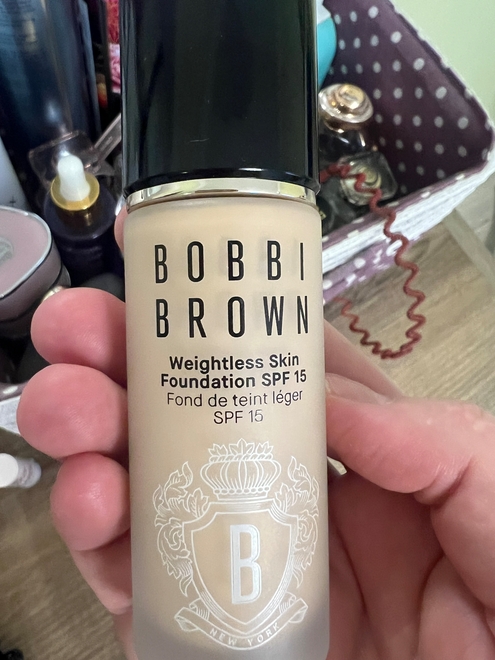 BOBBI
BROWN
Weightless Skin
Foundation SPF 15
Fond de teint léger
SPF 15
B
NEW YORK